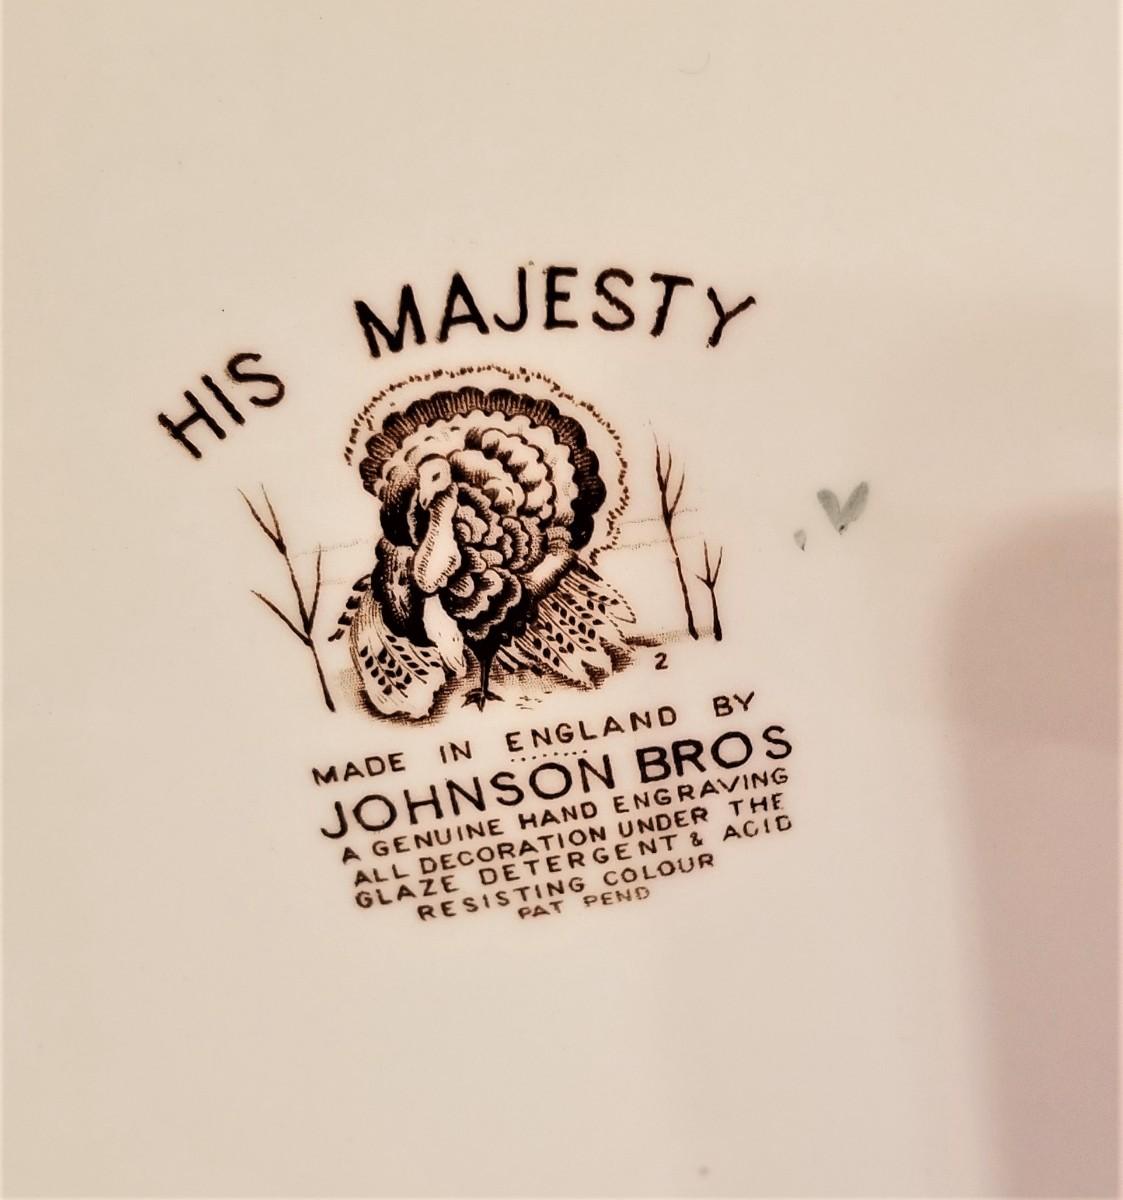 HIS MAJESTY
2
MADE IN ENGLAND BY
JOHNSON BROS
A GENUINE HAND ENGRAVING
ALL DECORATION UNDER THE
GLAZE DETERGENT & ACID
RESISTING COLOUR
PAT PEND